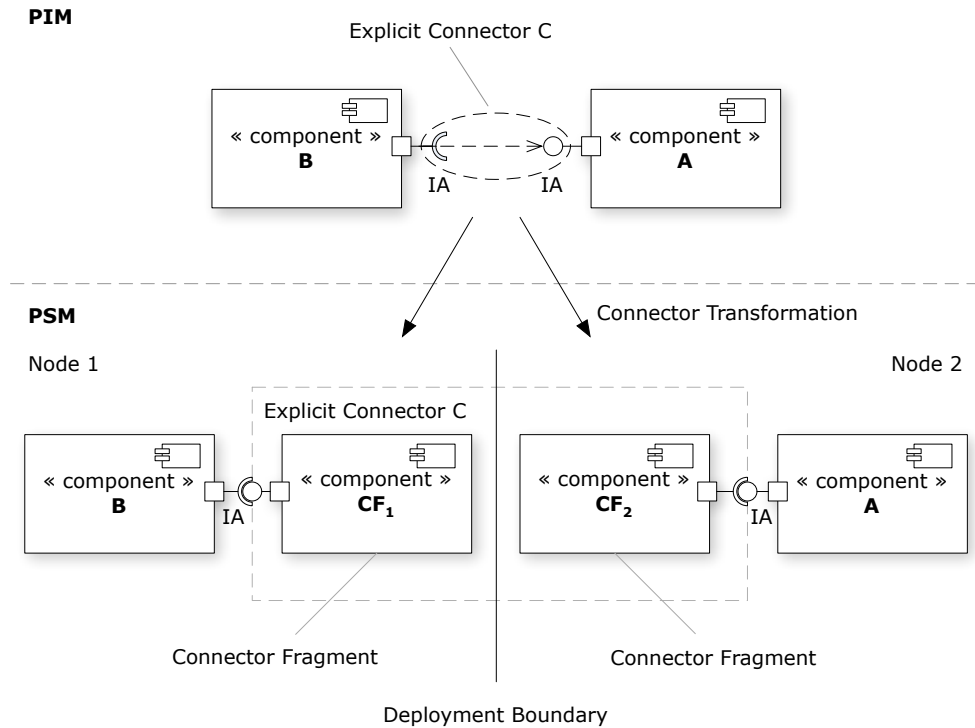 PIM
Explicit Connector C
« component »
B
« component »
A
IA
IA
PSM
Connector Transformation
Node 1
Node 2
Explicit Connector C
« component »
B
IA
« component »
CF₁
« component »
CF₂
IA
« component »
A
Connector Fragment
Connector Fragment
Deployment Boundary